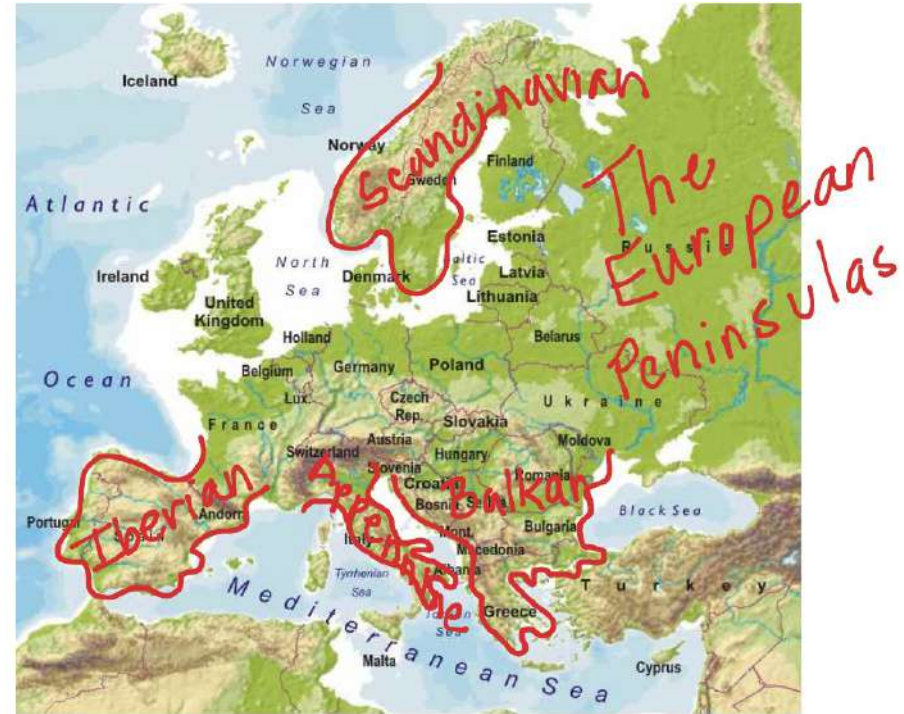 Iceland
Norwegian
Sea
Scandinavian
Norway
Sweden
Finland
The
European
Peninsulas
Atlantic
Ocean
Russia
Estonia
Baltic
Sea
Latvia
Lithuania
North
Sea
Denmark
Ireland
United
Kingdom
Holland
Belarus
Belgium
Germany
Poland
Lux.
Czech
Rep.
Ukraine
Slovakia
France
Austria
Moldova
Switzerland
Hungary
Slovenia
Romania
Croatia
Balkan
Iberian
Andorra
Bosnia
Black Sea
Portugal
Spain
Apennine
Italy
Mont.
Bulgaria
Macedonia
Albania
Tyrrhenian
Sea
Turkey
Greece
Ionian
Sea
Mediterranean Sea
Malta
Cyprus